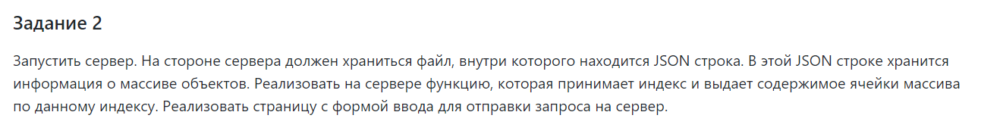 Задание 2
Запустить сервер. На стороне сервера должен храниться файл, внутри которого находится JSON строка. В этой JSON строке хранится
информация о массиве объектов. Реализовать на сервере функцию, которая принимает индекс и выдает содержимое ячейки массива
по данному индексу. Реализовать страницу с формой ввода для отправки запроса на сервер.